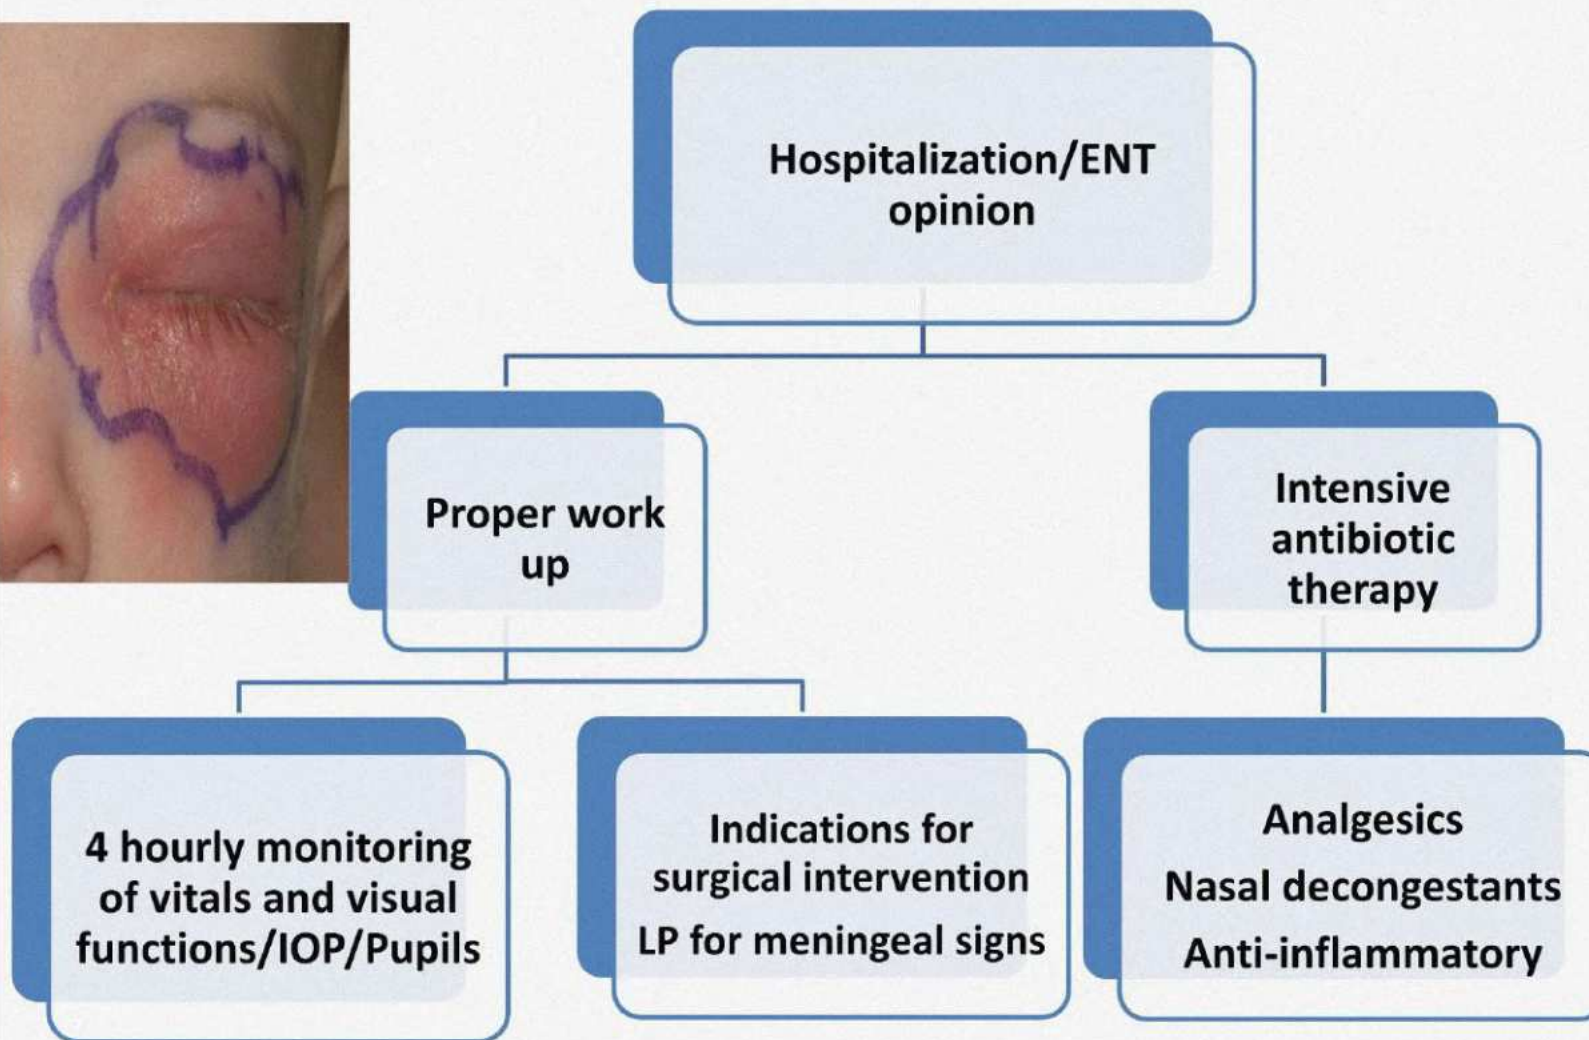 Hospitalization/ENT
opinion
Proper work
up
Intensive
antibiotic
therapy
4 hourly monitoring
of vitals and visual
functions/IOP/Pupils
Indications for
surgical intervention
LP for meningeal signs
Analgesics
Nasal decongestants
Anti-inflammatory